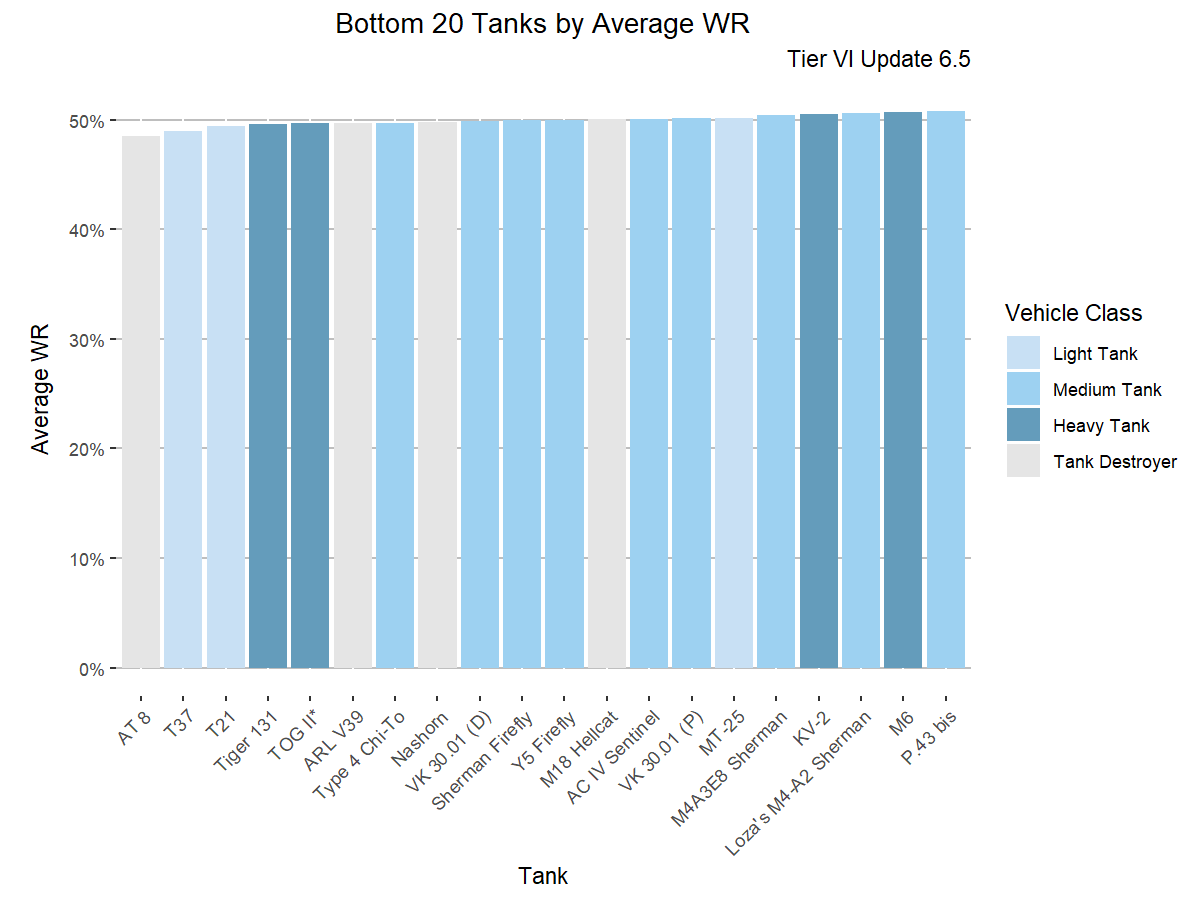 Bottom 20 Tanks by Average WR
Tier VI Update 6.5
Average WR
50%
40%
30%
20%
10%
0%
AT 8
T37
T21
Tiger 131
TOG II*
ARL V39
Type 4 Chi-To
Nashorn
VK 30.01 (D)
Sherman Firefly
Y5 Firefly
M18 Hellcat
AC IV Sentinel
VK 30.01 (P)
MT-25
M4A3E8 Sherman
KV-2
Loza's M4-A2 Sherman
M6
P.43 bis
Tank
Vehicle Class
Light Tank
Medium Tank
Heavy Tank
Tank Destroyer